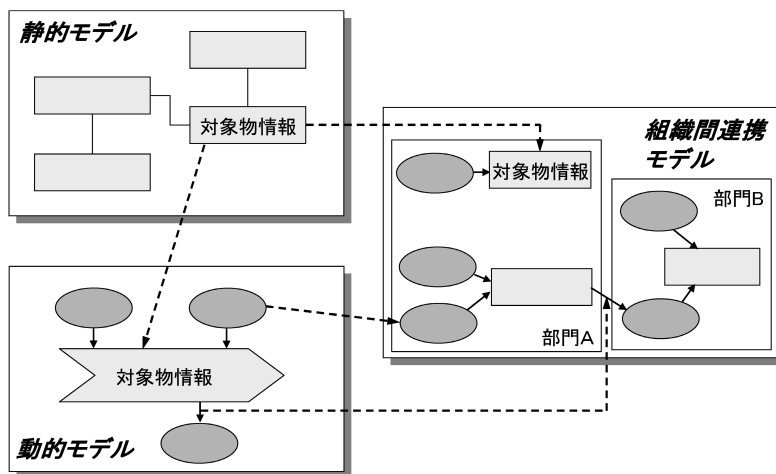 静的モデル
対象物情報
組織間連携
モデル
対象物情報
部門B
部門A
対象物情報
動的モデル